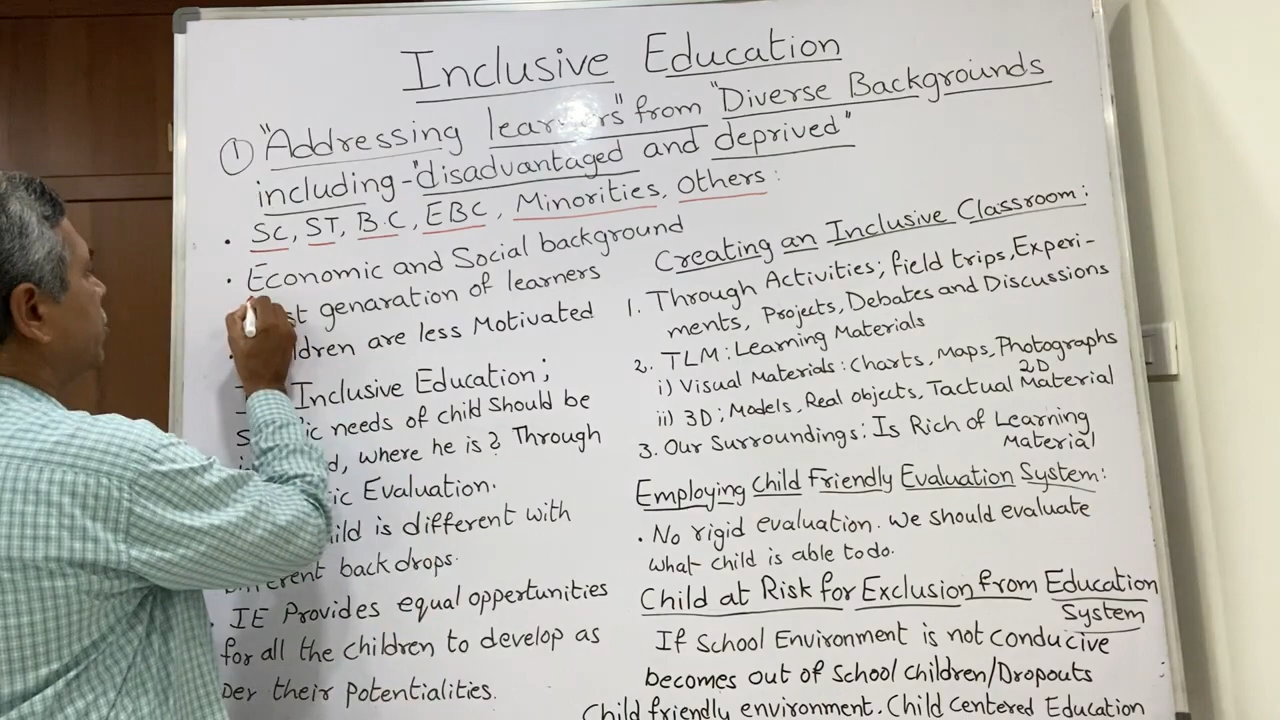 Inclusive Education
① "Addressing learners" from "Diverse Backgrounds
including - "disadvantaged and deprived"
• SC, ST, B.C, EBC, Minorities, Others :
• Economic and Social background
genaration of learners
are less Motivated
Inclusive Education ;
needs of child Should be
, where he is ? Through
Evaluation.
is different with
back drops.
• IE Provides equal opportunities
for all the children to develop as
per their potentialities.
Creating an Inclusive Classroom :
1. Through Activities ; field trips, Experi-
ments, Projects, Debates and Discussions
2. TLM : Learning Materials
i) Visual Materials : Charts, Maps, Photographs
2D
ii) 3D ; Models, Real objects, Tactual Material
3. Our Surroundings : Is Rich of Learning
Material
Employing Child Friendly Evaluation System :
• No rigid evaluation. We should evaluate
what child is able to do.
Child at Risk for Exclusion from Education
System
If School Environment is not conducive
becomes out of School Children/Dropouts
Child friendly environment. Child Centered Education